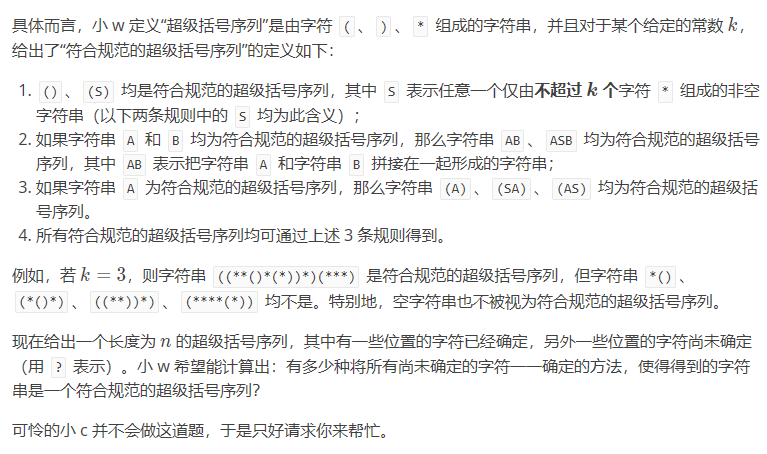 具体而言，小 w 定义“超级括号序列”是由字符 ( 、 ) 、 * 组成的字符串，并且对于某个给定的常数 k，
给出了“符合规范的超级括号序列”的定义如下：
1. () 、 (S) 均是符合规范的超级括号序列，其中 S 表示任意一个仅由不超过 k 个字符 * 组成的非空
字符串（以下两条规则中的 S 均为此含义）；
2. 如果字符串 A 和 B 均为符合规范的超级括号序列，那么字符串 AB 、 ASB 均为符合规范的超级括号
序列，其中 AB 表示把字符串 A 和字符串 B 拼接在一起形成的字符串；
3. 如果字符串 A 为符合规范的超级括号序列，那么字符串 (A) 、 (SA) 、 (AS) 均为符合规范的超级括
号序列。
4. 所有符合规范的超级括号序列均可通过上述 3 条规则得到。
例如，若 k = 3，则字符串 ((**()*(*))*)(***) 是符合规范的超级括号序列，但字符串 *() 、
(*()*) 、 ((**))*) 、 (****(*)) 均不是。特别地，空字符串也不被视为符合规范的超级括号序列。
现在给出一个长度为 n 的超级括号序列，其中有一些位置的字符已经确定，另外一些位置的字符尚未确定
（用 ? 表示）。小 w 希望能计算出：有多少种将所有尚未确定的字符一一确定的方法，使得得到的字符
串是一个符合规范的超级括号序列？
可怜的小 c 并不会做这道题，于是只好请求你来帮忙。